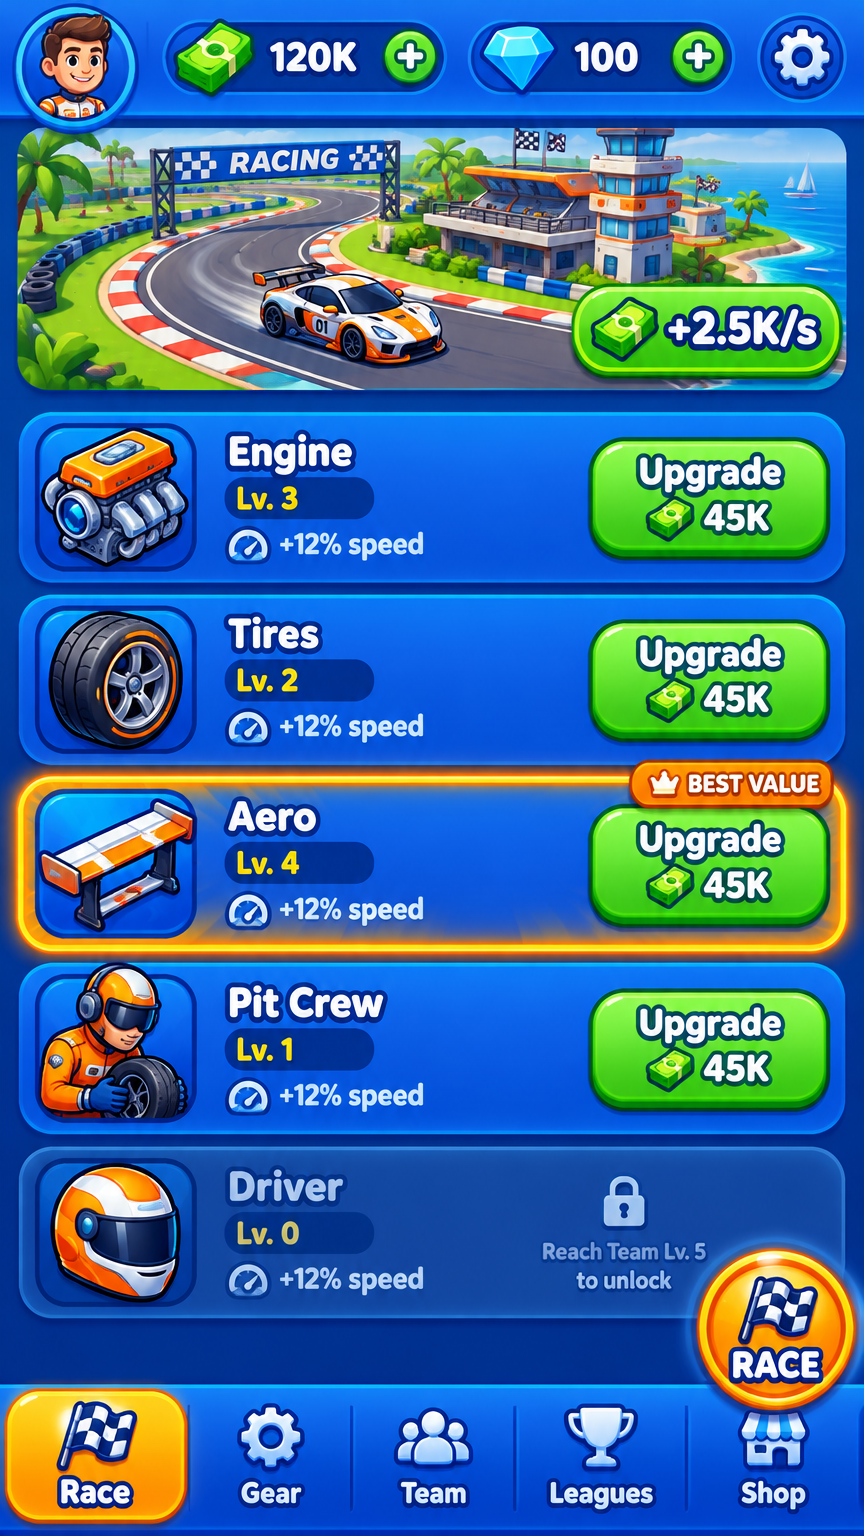 120K
100
RACING
01
+2.5K/s
Engine
Lv. 3
+12% speed
Upgrade
45K
Tires
Lv. 2
+12% speed
Upgrade
45K
BEST VALUE
Aero
Lv. 4
+12% speed
Upgrade
45K
Pit Crew
Lv. 1
+12% speed
Upgrade
45K
Driver
Lv. 0
+12% speed
Reach Team Lv. 5
to unlock
RACE
Race
Gear
Team
Leagues
Shop